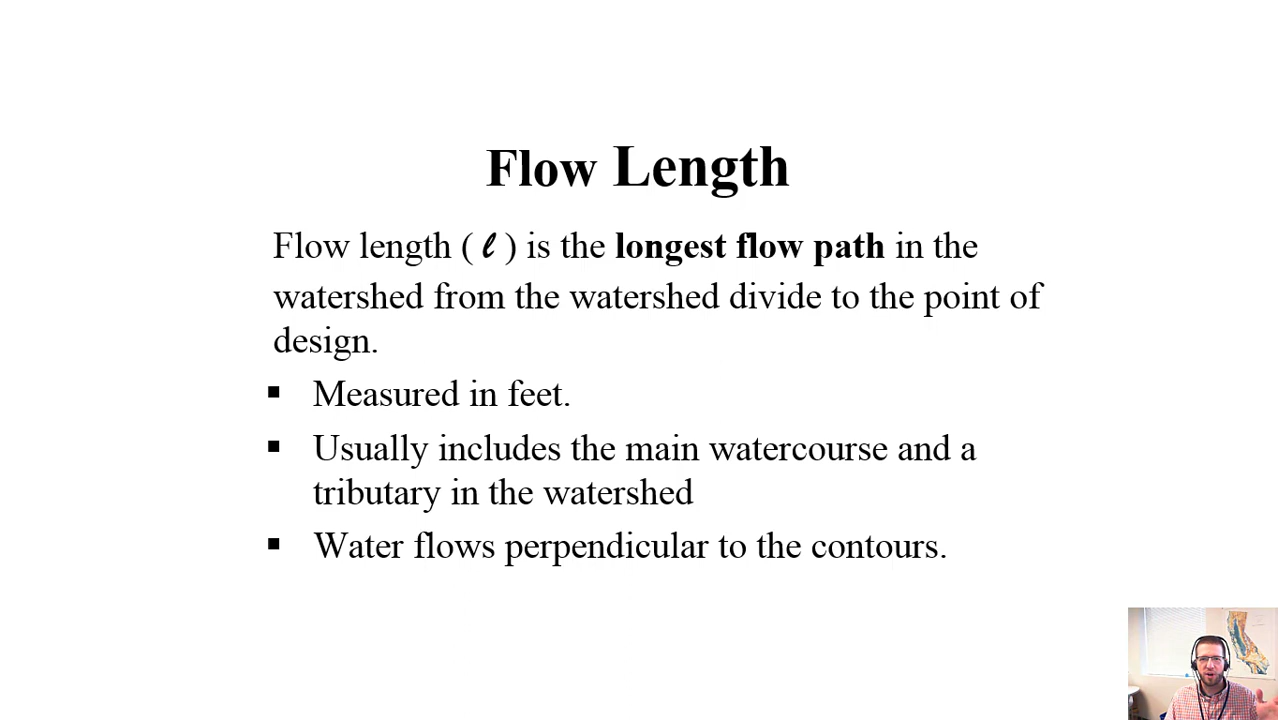 Flow Length
Flow length ( ℓ ) is the longest flow path in the
watershed from the watershed divide to the point of
design.
▪ Measured in feet.
▪ Usually includes the main watercourse and a
tributary in the watershed
▪ Water flows perpendicular to the contours.